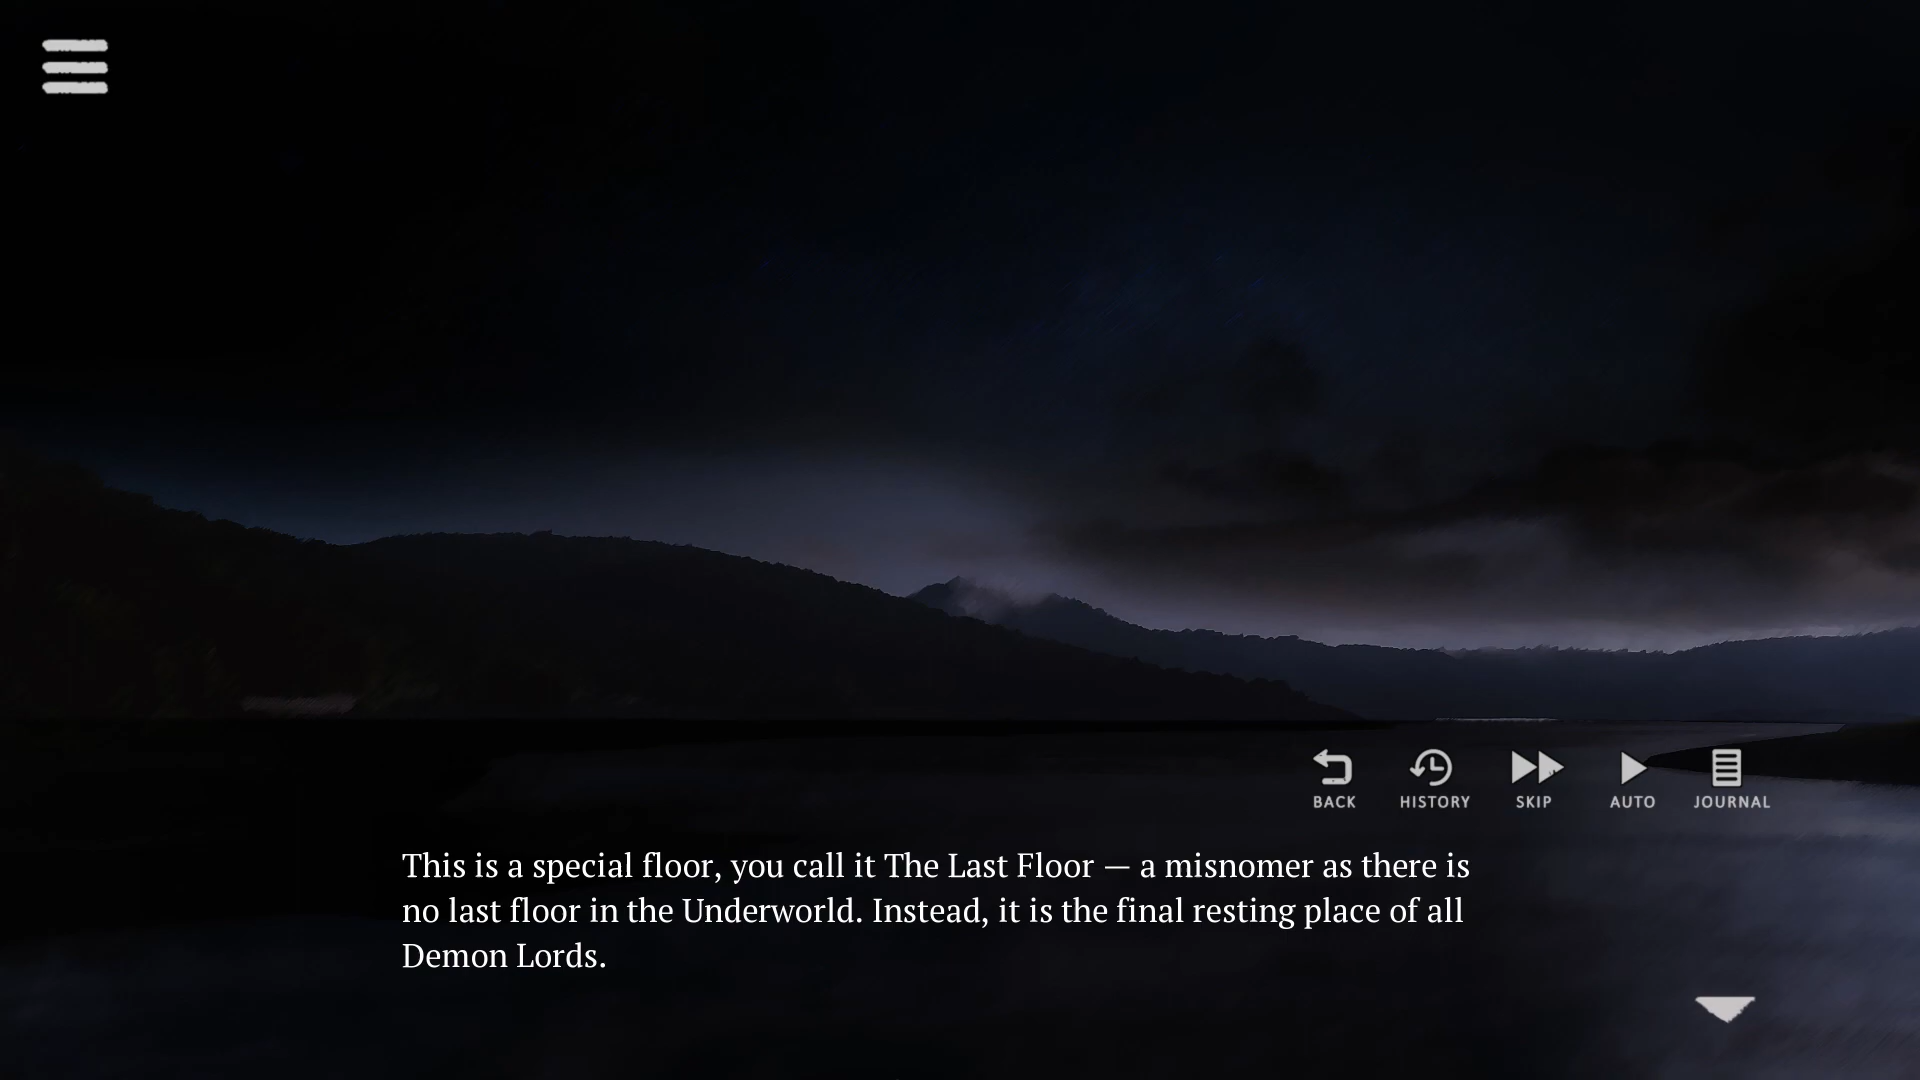 BACK
HISTORY
SKIP
AUTO
JOURNAL
This is a special floor, you call it The Last Floor — a misnomer as there is
no last floor in the Underworld. Instead, it is the final resting place of all
Demon Lords.